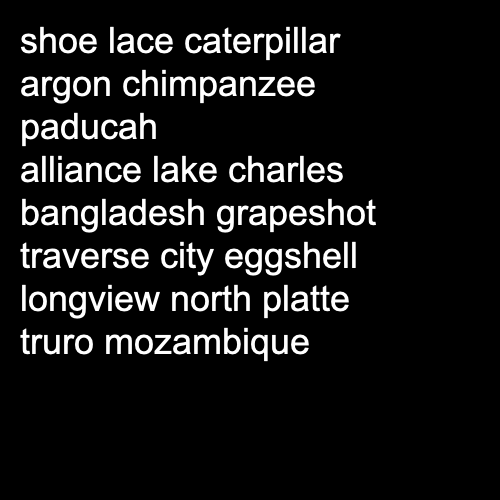 shoe lace caterpillar
argon chimpanzee
paducah
alliance lake charles
bangladesh grapeshot
traverse city eggshell
longview north platte
truro mozambique